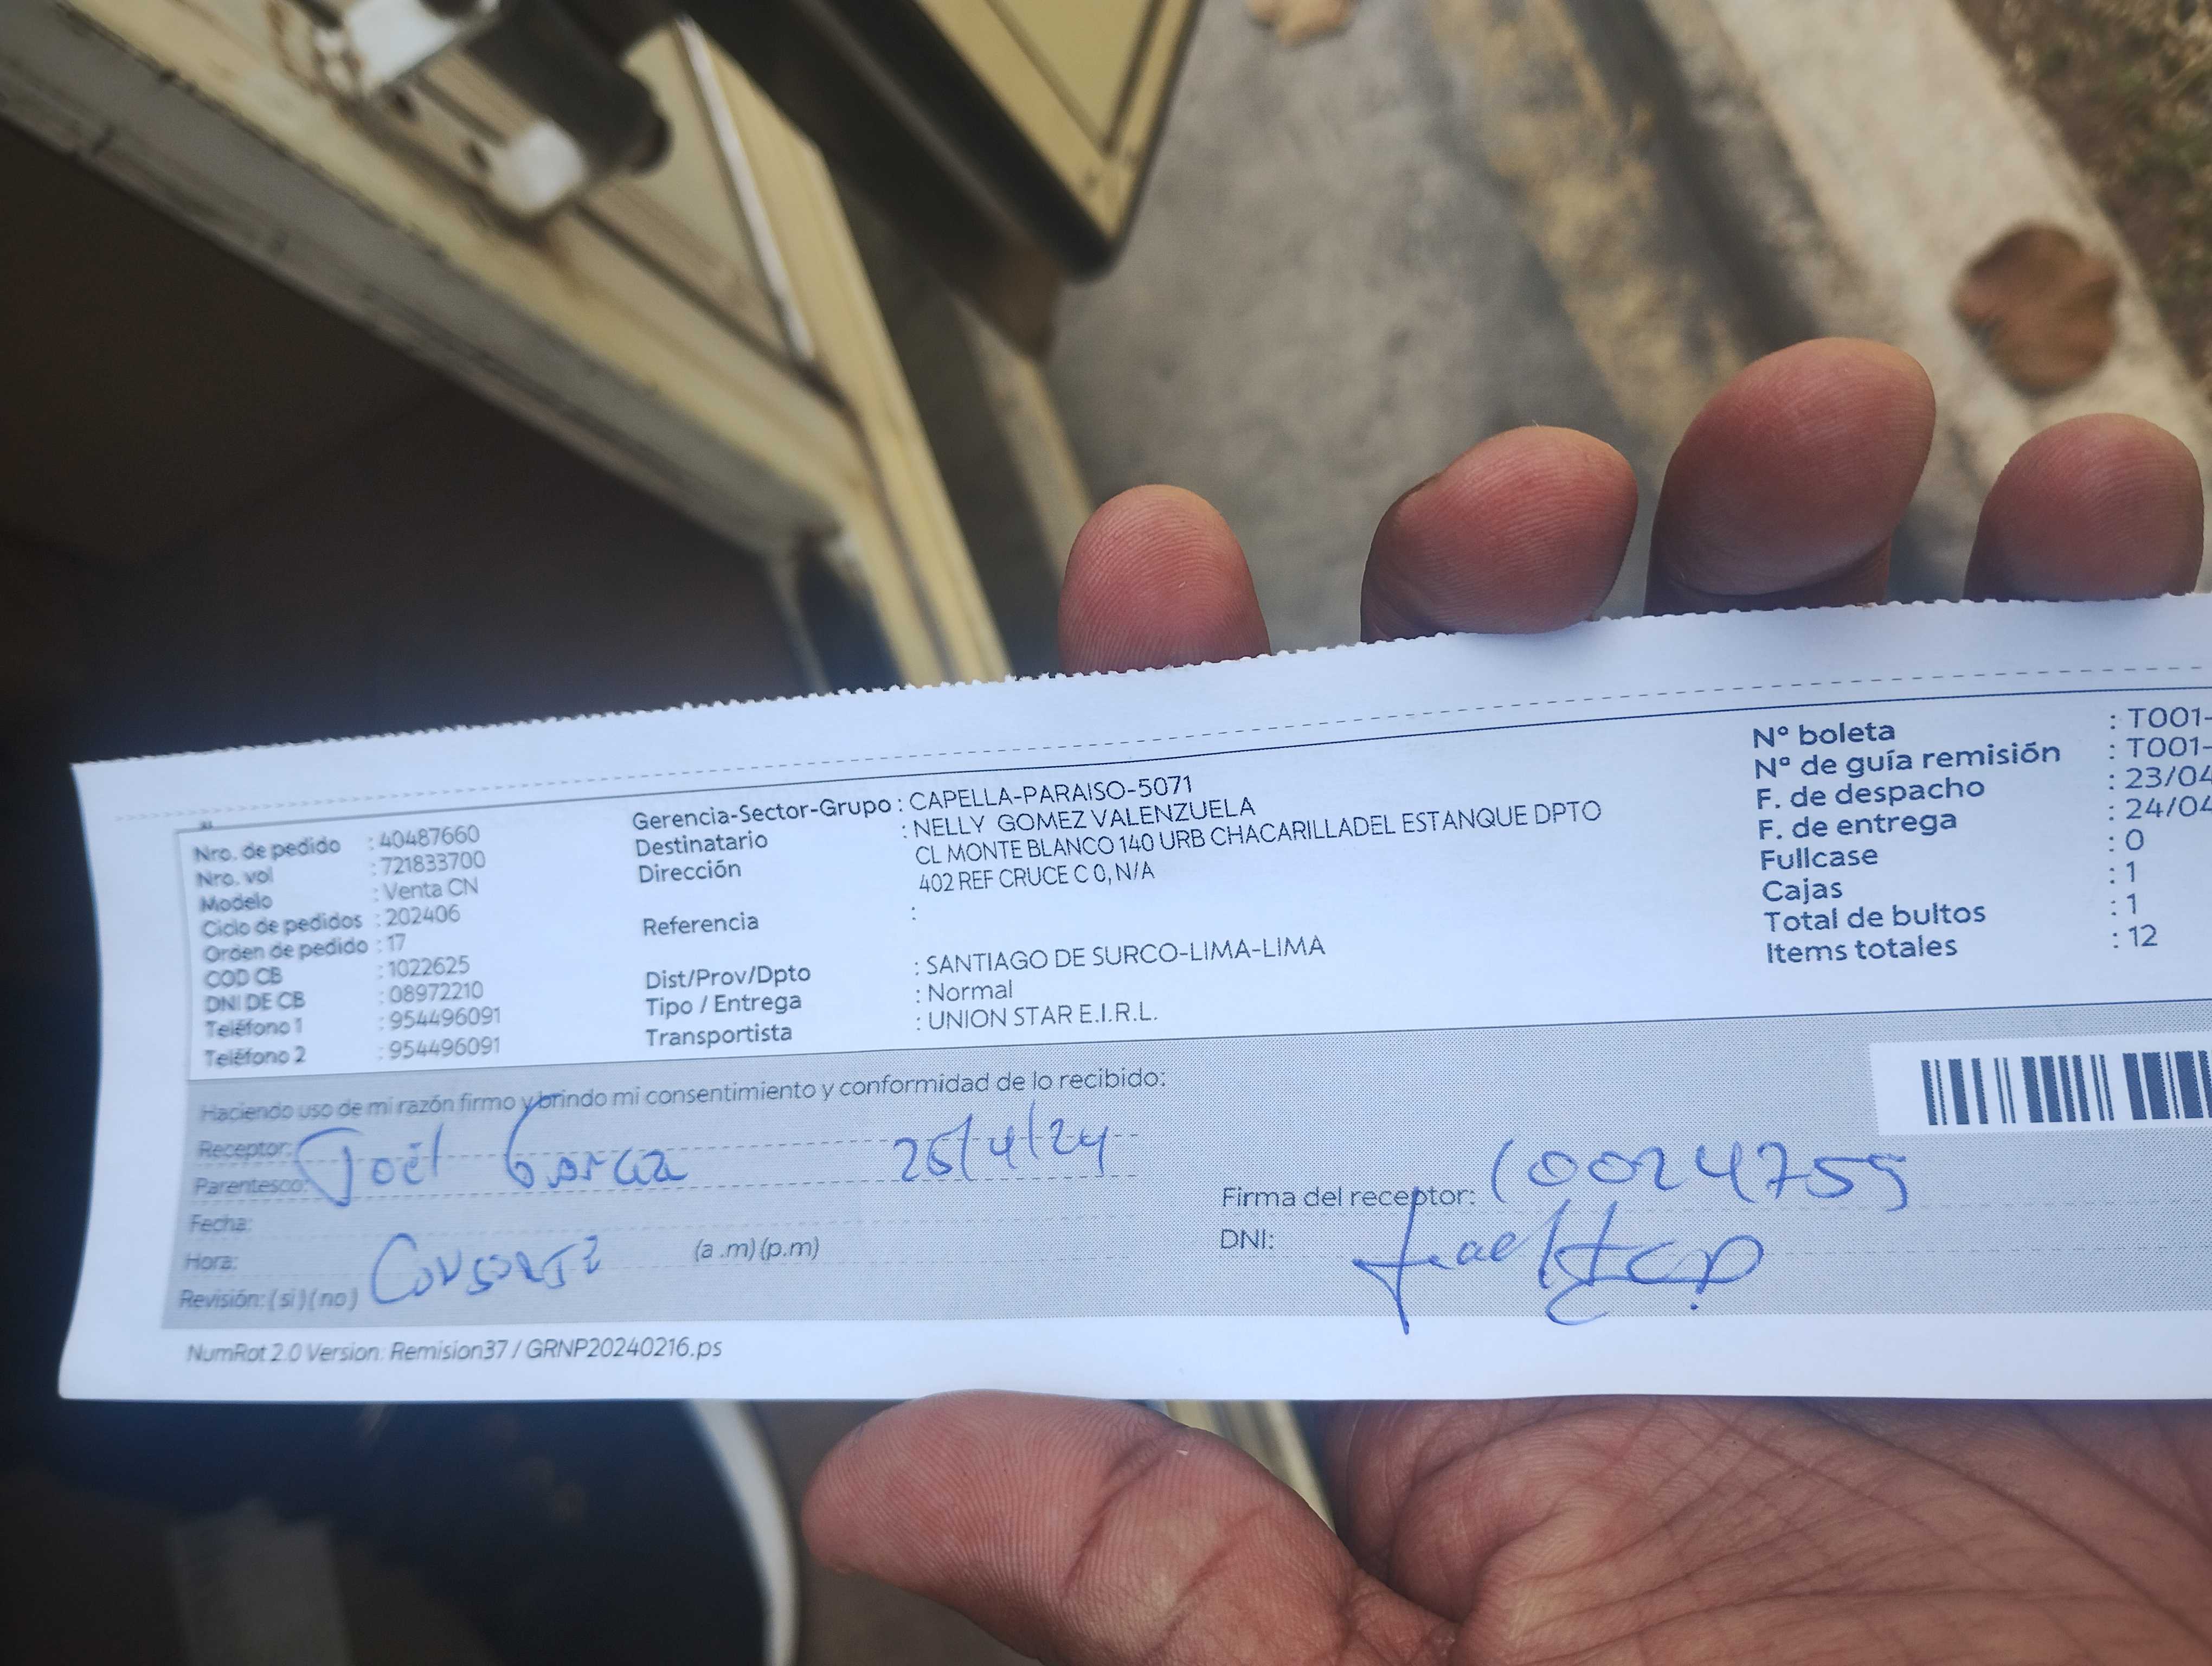 Nro. de pedido : 40487660
Nro. vol : 721833700
Modelo : Venta CN
Ciclo de pedidos : 202406
Orden de pedido : 17
COD CB : 1022625
DNI DE CB : 08972210
Teléfono 1 : 954496091
Teléfono 2 : 954496091
Gerencia-Sector-Grupo : CAPELLA-PARAISO-5071
Destinatario : NELLY GOMEZ VALENZUELA
Dirección CL MONTE BLANCO 140 URB CHACARILLADEL ESTANQUE DPTO
402 REF CRUCE C 0, N/A
Referencia :
Dist/Prov/Dpto : SANTIAGO DE SURCO-LIMA-LIMA
Tipo / Entrega : Normal
Transportista : UNION STAR E.I.R.L.
Nº boleta : T001-
Nº de guía remisión : T001-
F. de despacho : 23/04
F. de entrega : 24/04
Fullcase : 0
Cajas : 1
Total de bultos : 1
Items totales : 12
Haciendo uso de mi razón firmo y brindo mi consentimiento y conformidad de lo recibido:
Receptor: Joël
Parentesco:
Fecha:
Hora: (a .m) (p.m)
Revisión: ( si ) ( no )
Firma del receptor: 10024755
DNI:
NumRot 2.0 Version: Remision37 / GRNP20240216.ps